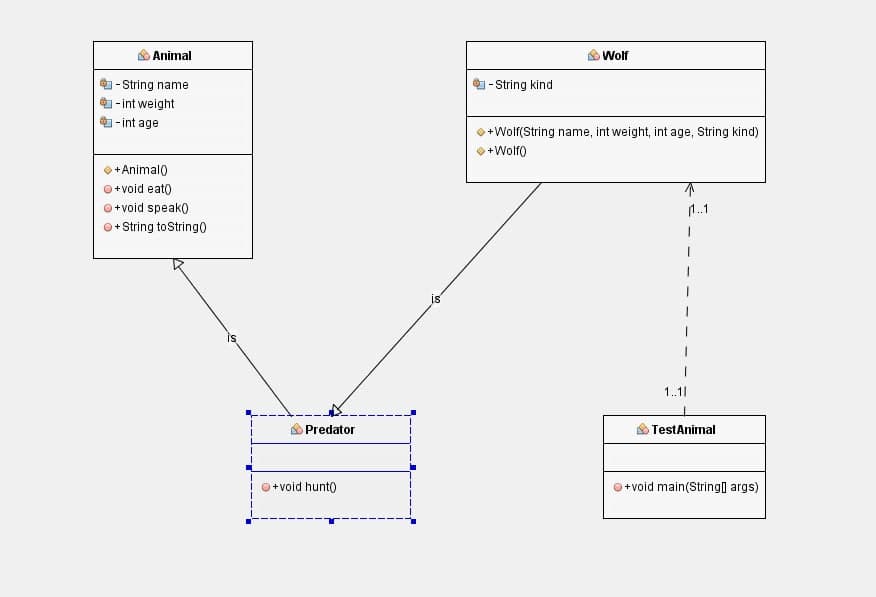 Animal
- String name
- int weight
- int age
+Animal()
+void eat()
+void speak()
+String toString()
Wolf
- String kind
+Wolf(String name, int weight, int age, String kind)
+Wolf()
1..1
is
is
1..1
Predator
+void hunt()
TestAnimal
+void main(String[] args)